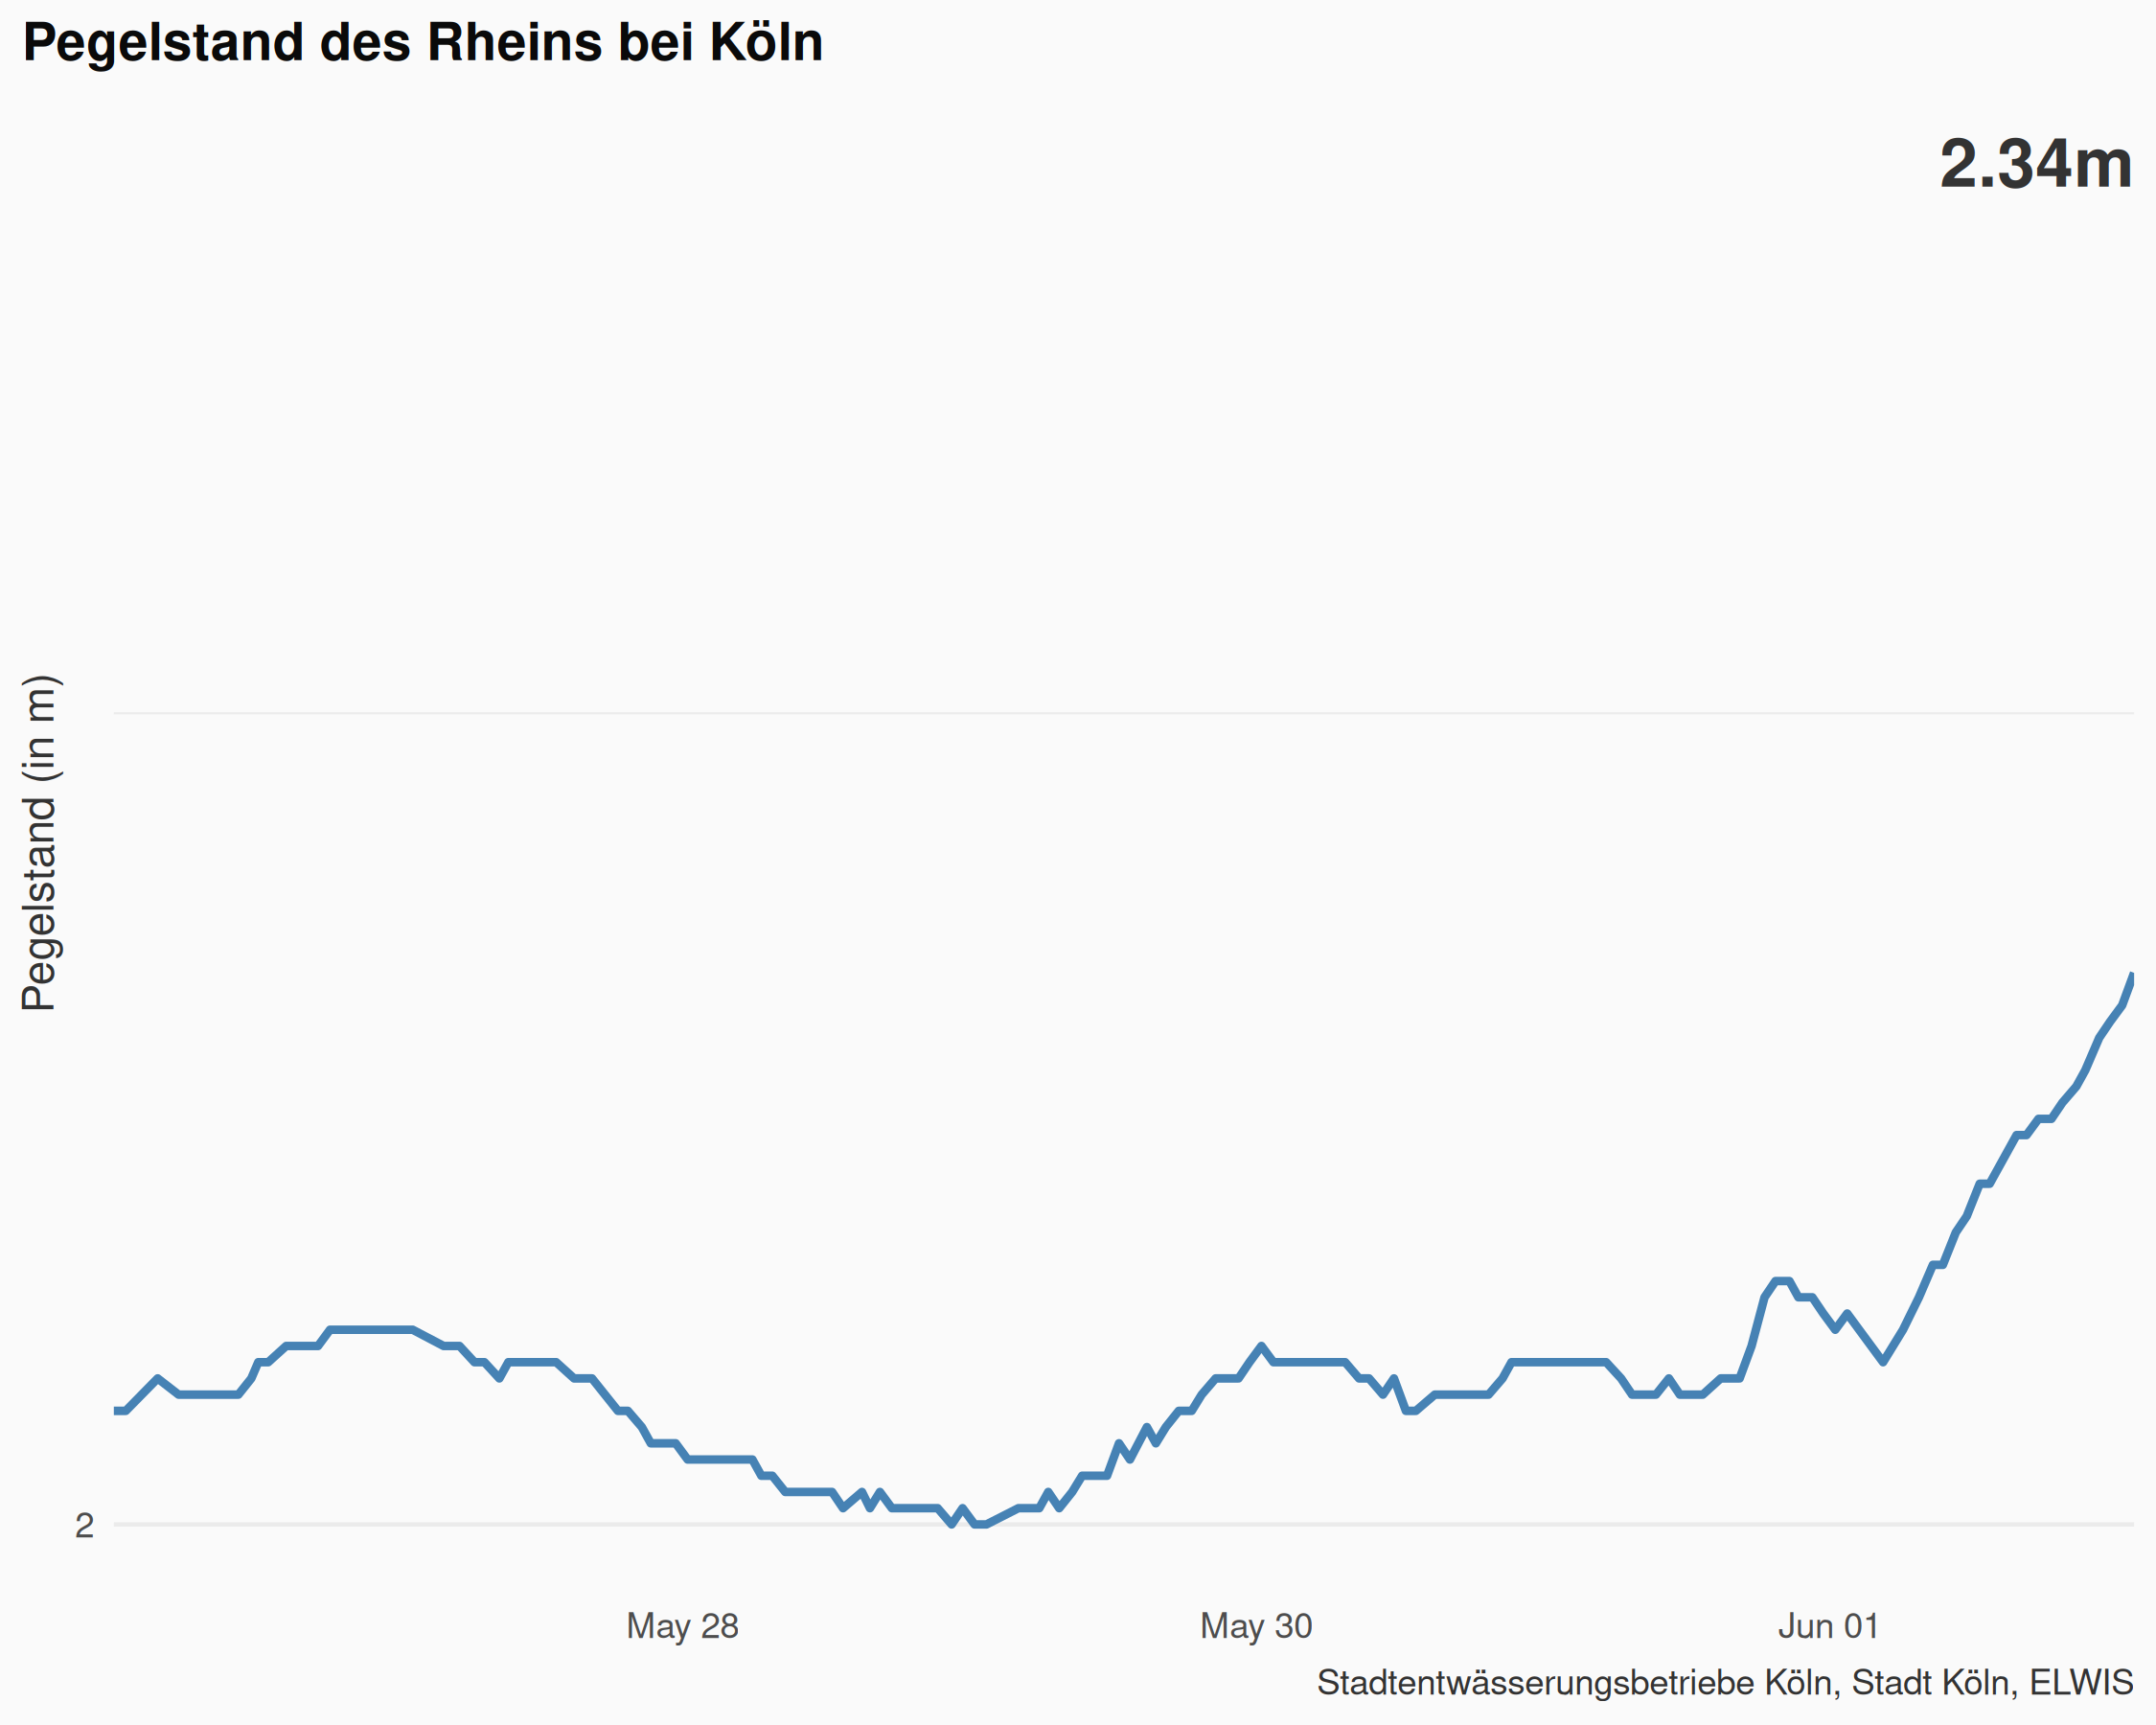 Pegelstand des Rheins bei Köln
2.34m
Pegelstand (in m)
2
May 28
May 30
Jun 01
Stadtentwässerungsbetriebe Köln, Stadt Köln, ELWIS